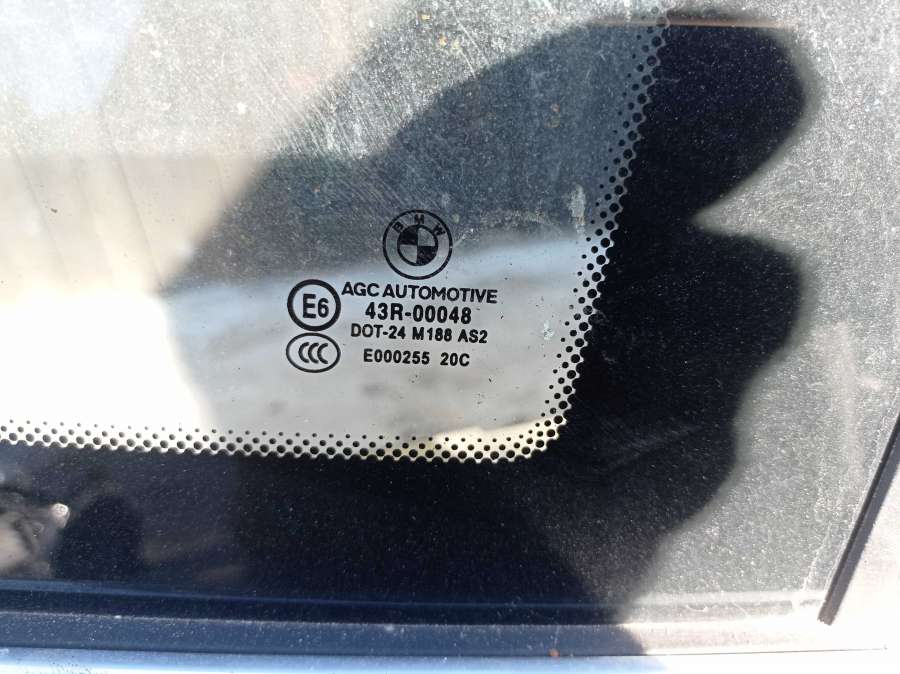 BMW
AGC AUTOMOTIVE
E6 43R-00048
DOT-24 M188 AS2
CCC E000255 20C